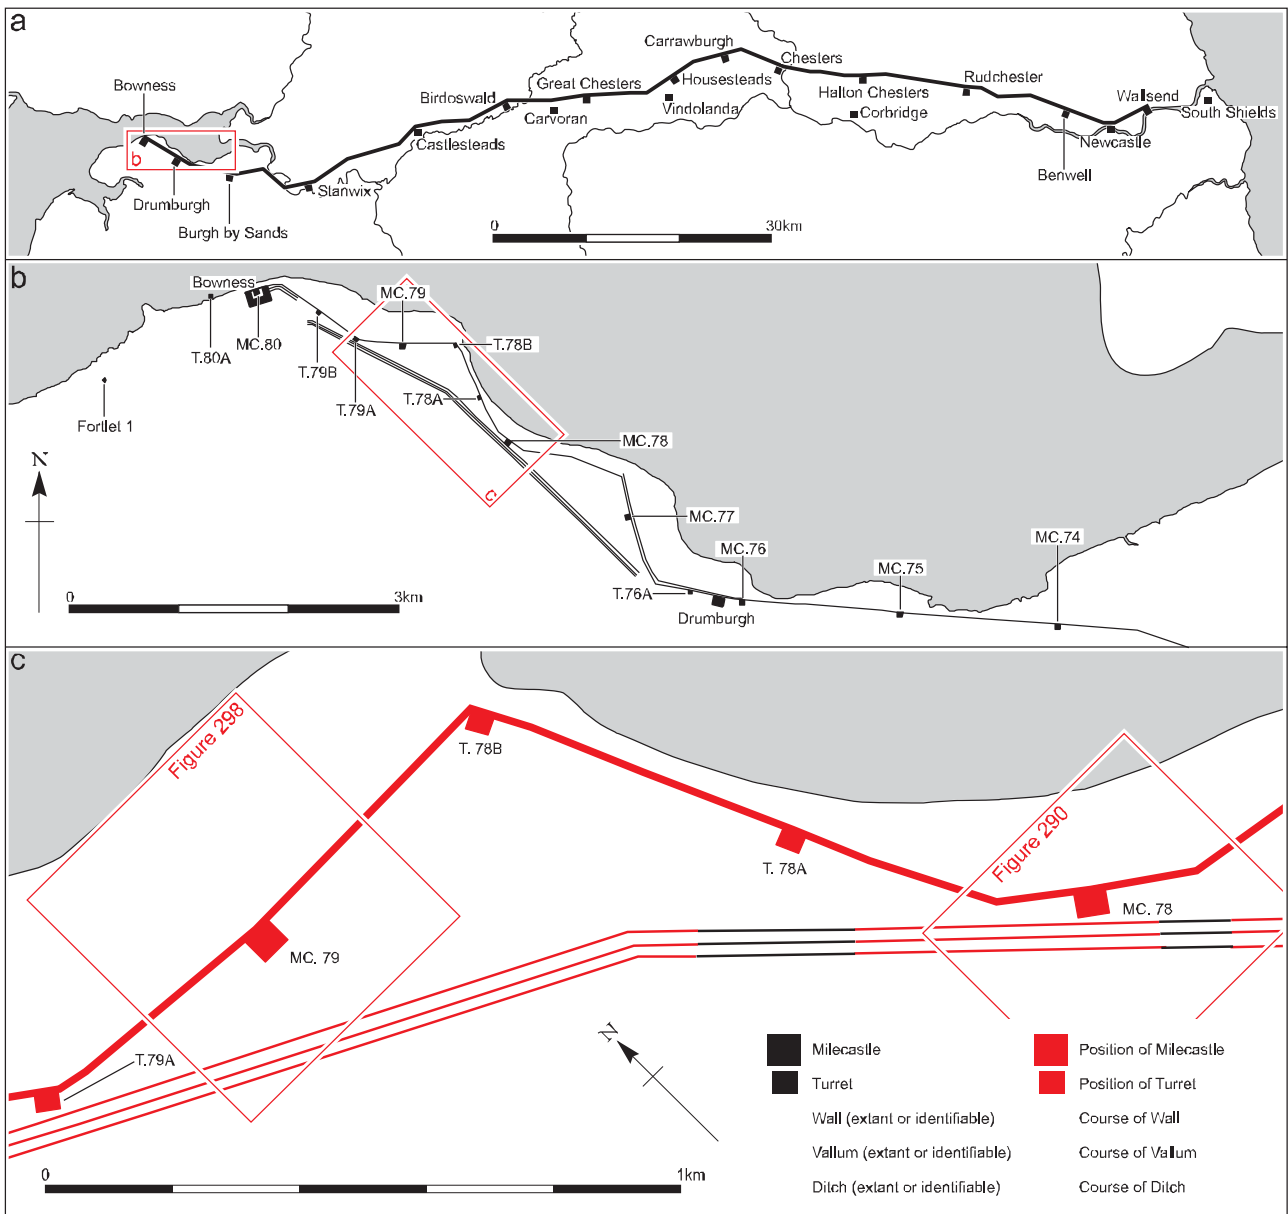 a
Carrawburgh
Chesters
Bowness
Great Chesters
Housesteads
Rudchester
Birdoswald
Halton Chesters
Wallsend
Vindolanda
Carvoran
Corbridge
South Shields
Castlesteads
Newcastle
b
Drumburgh
Stanwix
Benwell
Burgh by Sands
0
30km
b
Bowness
MC.79
MC.80
T.80A
T.79B
T.78B
T.79A
T.78A
Fortlet 1
MC.78
N
c
MC.77
MC.76
MC.74
MC.75
0
3km
T.76A
Drumburgh
c
Figure 298
T. 78B
Figure 290
T. 78A
MC. 78
MC. 79
T.79A
N
Milecastle
Position of Milecastle
Turret
Position of Turret
Wall (extant or identifiable)
Course of Wall
Vallum (extant or identifiable)
Course of Vallum
Ditch (extant or identifiable)
Course of Ditch
0
1km